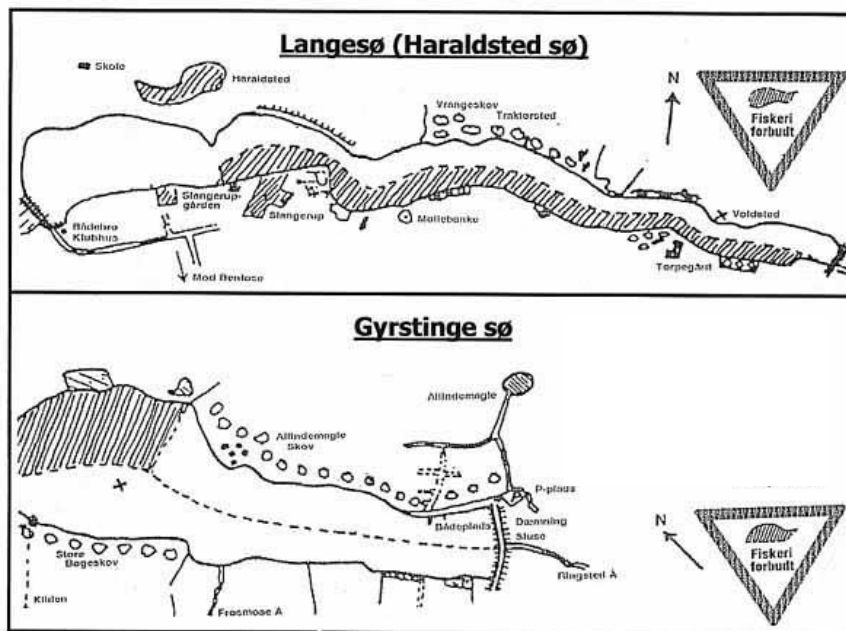 Langesø (Haraldsted sø)
Skole
Haraldsted
Vrangeskov
Traktorsted
N
Fiskeri
forbudt
Slangerup-
gården
Slangerup
Møllebanke
Voldsted
Bådebro
Klubhus
Torpegård
Mod Benløse
Gyrstinge sø
Allindemagle
Allindemagle
Skov
P-plads
Bådeplads
Dæmning
Sluse
N
Fiskeri
forbudt
Store
Bøgeskov
Ringsted Å
Kilden
Frøsmose Å